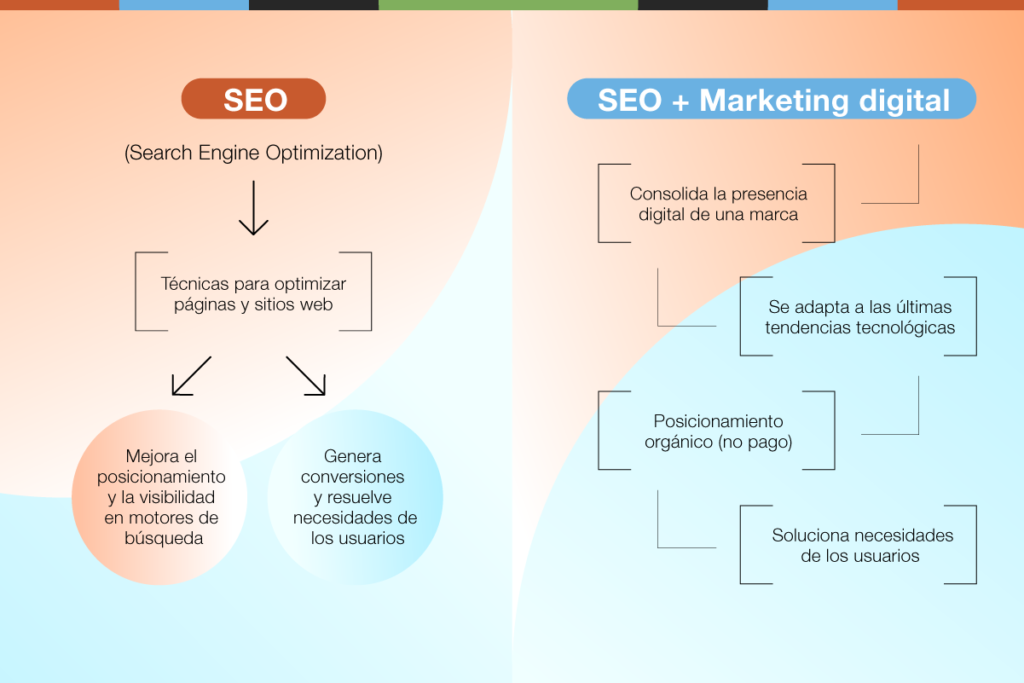 SEO
(Search Engine Optimization)
Técnicas para optimizar
páginas y sitios web
Mejora el
posicionamiento
y la visibilidad
en motores de
búsqueda
Genera
conversiones
y resuelve
necesidades de
los usuarios
SEO + Marketing digital
Consolida la presencia
digital de una marca
Se adapta a las últimas
tendencias tecnológicas
Posicionamiento
orgánico (no pago)
Soluciona necesidades
de los usuarios